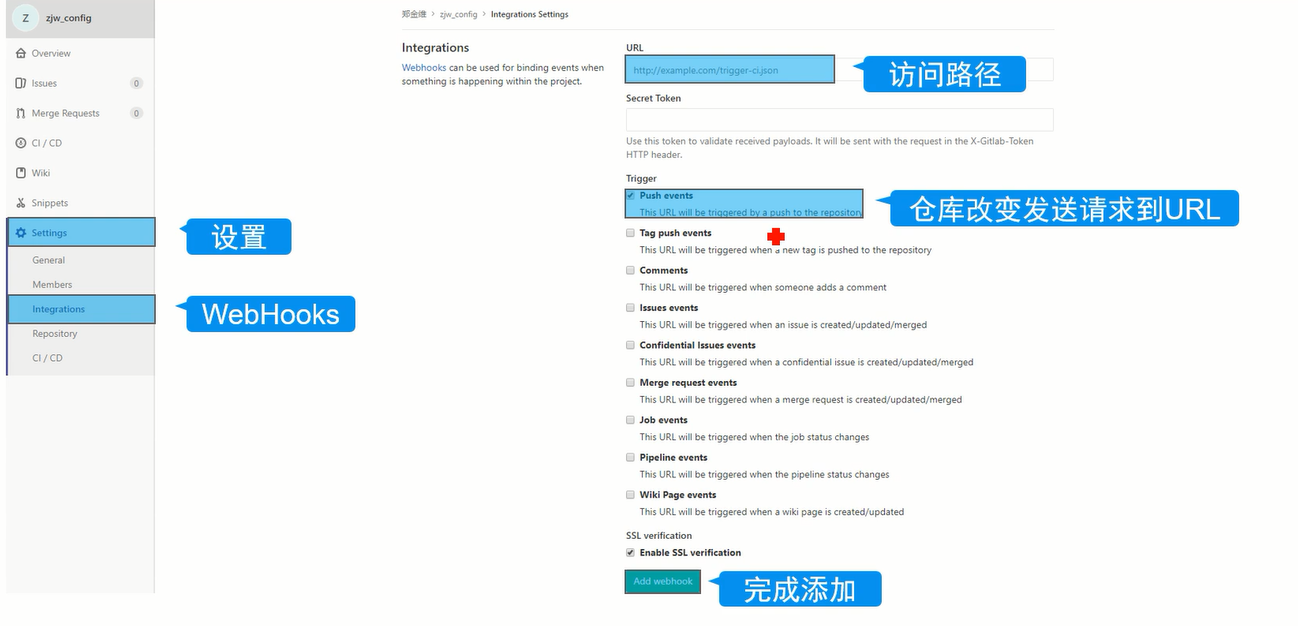 Z zjw_config
Overview
Issues 0
Merge Requests 0
CI / CD
Wiki
Snippets
Settings
设置
General
Members
Integrations
WebHooks
Repository
CI / CD
郑金维 > zjw_config > Integrations Settings
Integrations
Webhooks can be used for binding events when
something is happening within the project.
URL
http://example.com/trigger-ci.json
访问路径
Secret Token
Use this token to validate received payloads. It will be sent with the request in the X-Gitlab-Token
HTTP header.
Trigger
Push events
This URL will be triggered by a push to the repository
仓库改变发送请求到URL
Tag push events
This URL will be triggered when a new tag is pushed to the repository
Comments
This URL will be triggered when someone adds a comment
Issues events
This URL will be triggered when an issue is created/updated/merged
Confidential Issues events
This URL will be triggered when a confidential issue is created/updated/merged
Merge request events
This URL will be triggered when a merge request is created/updated/merged
Job events
This URL will be triggered when the job status changes
Pipeline events
This URL will be triggered when the pipeline status changes
Wiki Page events
This URL will be triggered when a wiki page is created/updated
SSL verification
Enable SSL verification
Add webhook
完成添加